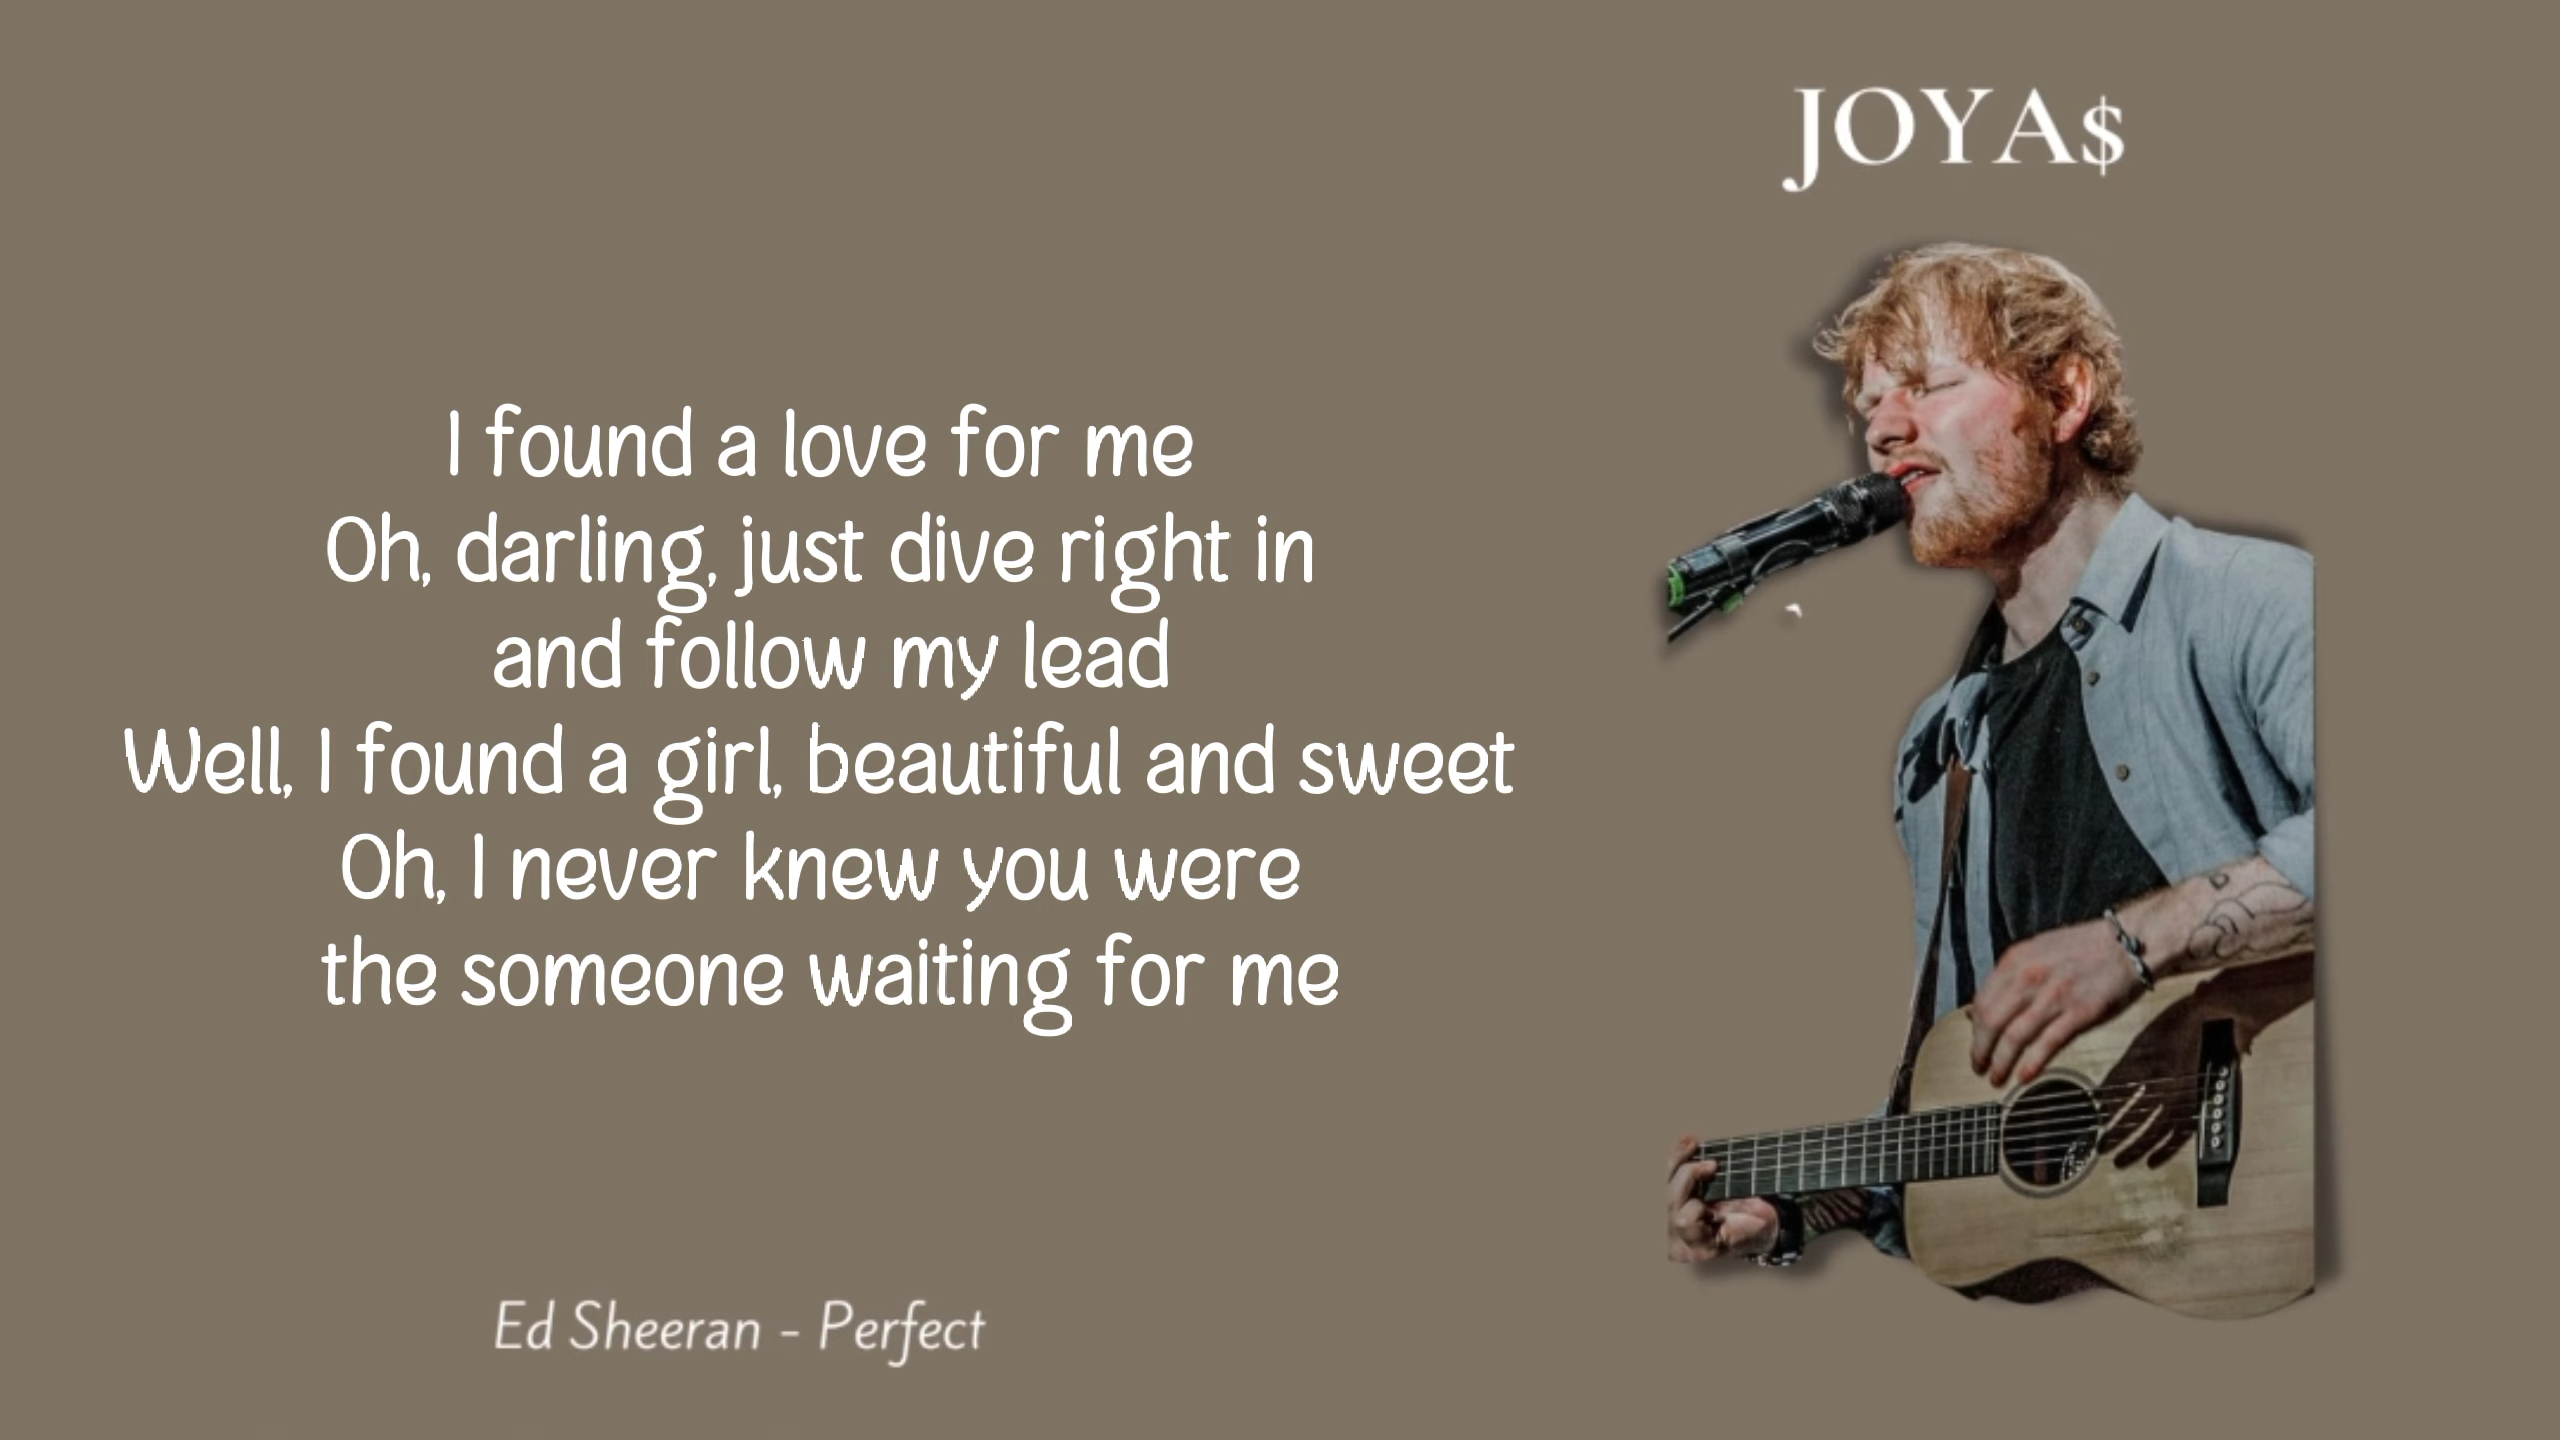 JOYA$
I found a love for me
Oh, darling, just dive right in
and follow my lead
Well, I found a girl, beautiful and sweet
Oh, I never knew you were
the someone waiting for me
Ed Sheeran - Perfect